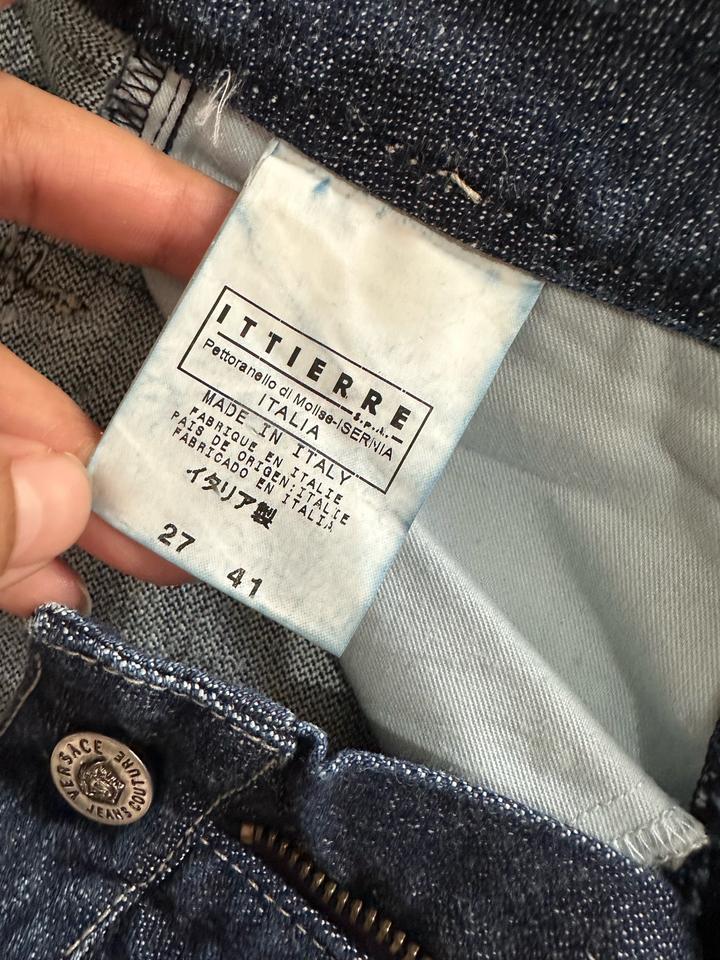 ITTIERRE
S.P.A.
Pettoranello di Molise-ISERNIA
ITALIA
MADE IN ITALY
FABRIQUE EN ITALIE
PAIS DE ORIGEN:ITALIE
FABRICADO EN ITALIA
イタリア製
27 41
VERSACE
JEANS COUTURE